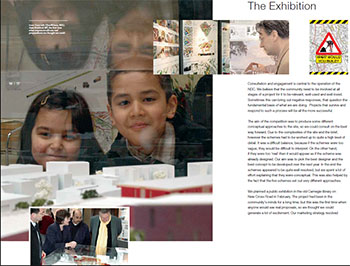 The Exhibition
WHAT WOULD
YOU BUILD?
Consultation and engagement is central to the operation of the
NDC. We believe that the community need to be involved at all
stages of a project for it to be relevant, well used and well loved.
Sometimes this can bring out negative responses, that question the
fundamental basis of what we are doing. Projects that survive and
respond to such a process will be all the more successful.
The aim of the competition was to produce some different
conceptual approaches to the site, so we could consult on the best
way forward. Due to the complexities of the site and the brief,
however the schemes had to be worked up to quite a high level of
detail. It was a difficult balance, because if the schemes were too
vague, they would be difficult to interpret. On the other hand,
if they were too 'real' then it would appear as if the scheme was
already designed. Our aim was to pick the best designer and the
best concept to be developed over the next year. In the end the
schemes appeared to be quite well resolved, but we spent a lot of
effort explaining that they were conceptual. This was also helped by
the fact that the five schemes set out very different approaches.
We planned a public exhibition in the old Carnegie library on
New Cross Road in February. The project had been in the
community's minds for a long time, but this was the first time when
anyone would see real proposals, so we thought we could
generate a lot of excitement. Our marketing strategy involved